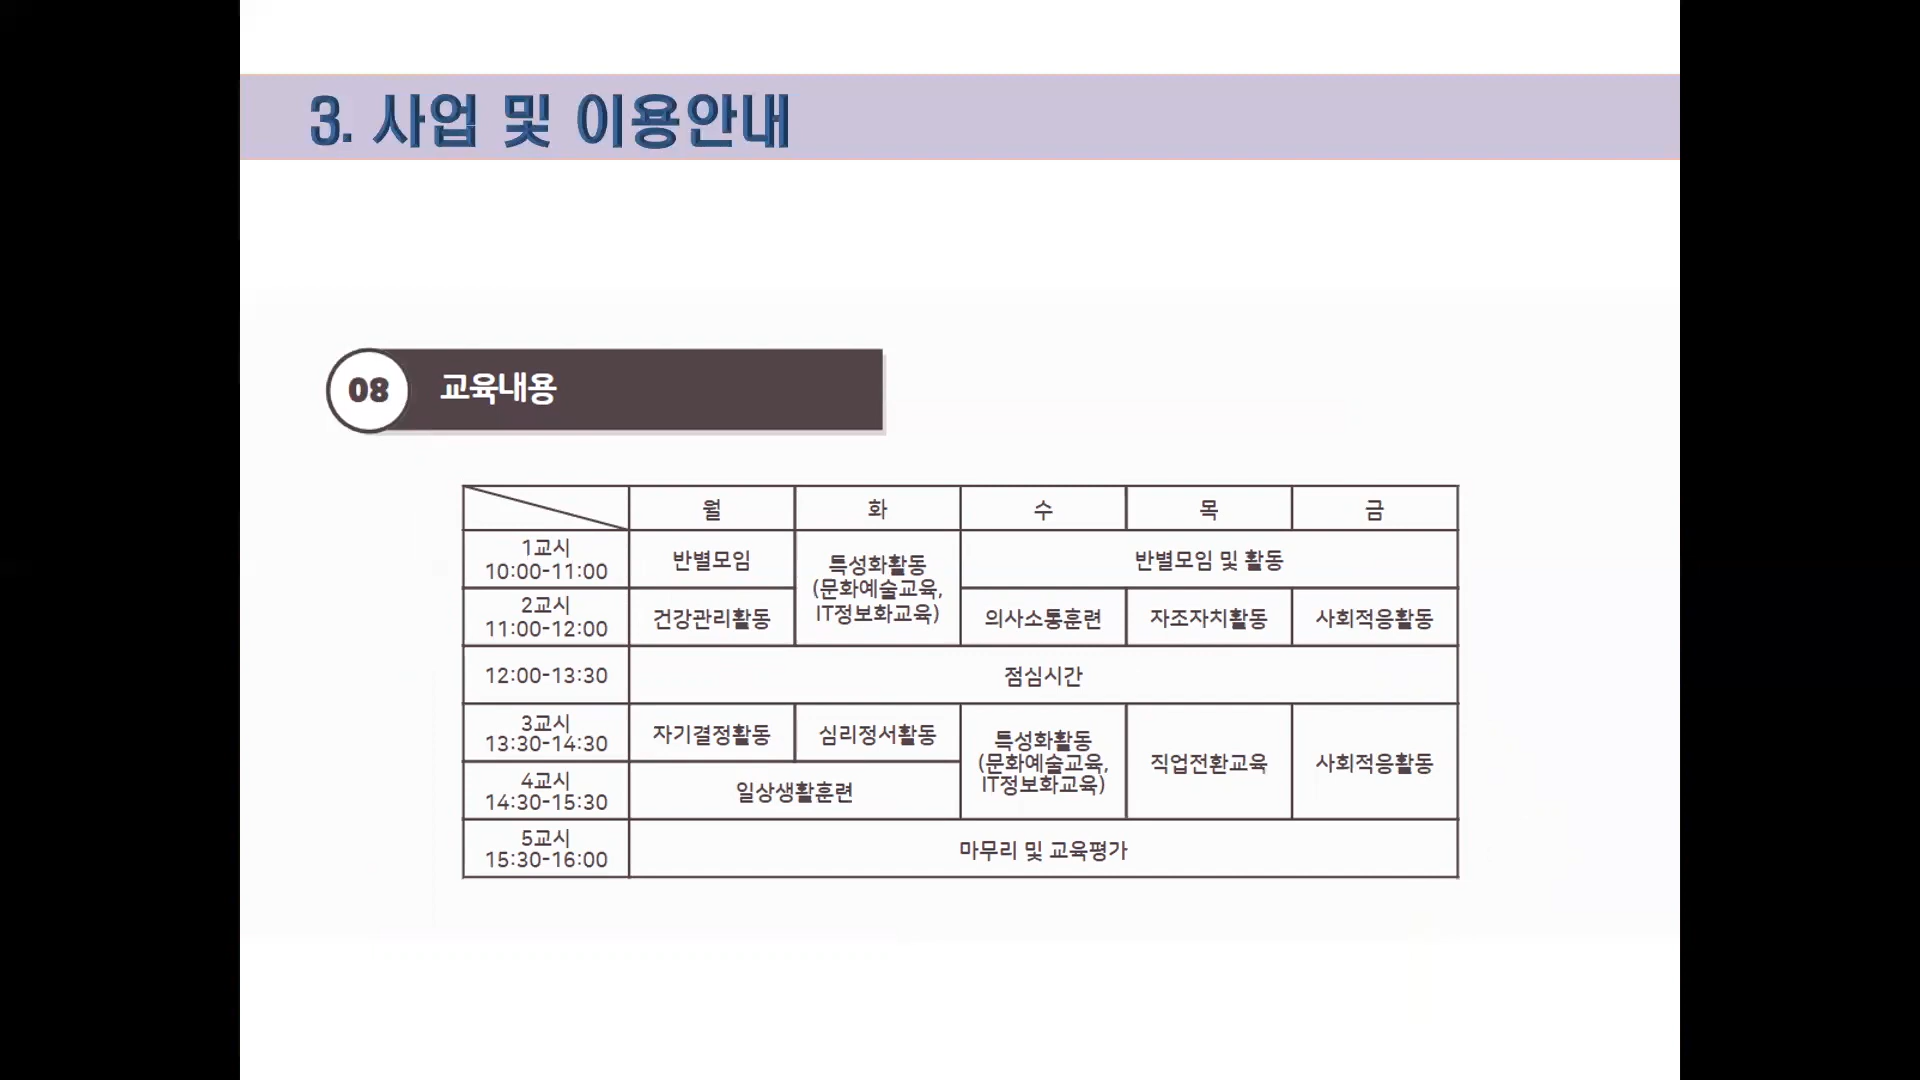 3. 사업 및 이용안내
08 교육내용
월 화 수 목 금
1교시
10:00-11:00
반별모임
특성화활동
(문화예술교육,
IT정보화교육)
반별모임 및 활동
2교시
11:00-12:00
건강관리활동
의사소통훈련
자조자치활동
사회적응활동
12:00-13:30
점심시간
3교시
13:30-14:30
자기결정활동
심리정서활동
특성화활동
(문화예술교육,
IT정보화교육)
직업전환교육
사회적응활동
4교시
14:30-15:30
일상생활훈련
5교시
15:30-16:00
마무리 및 교육평가